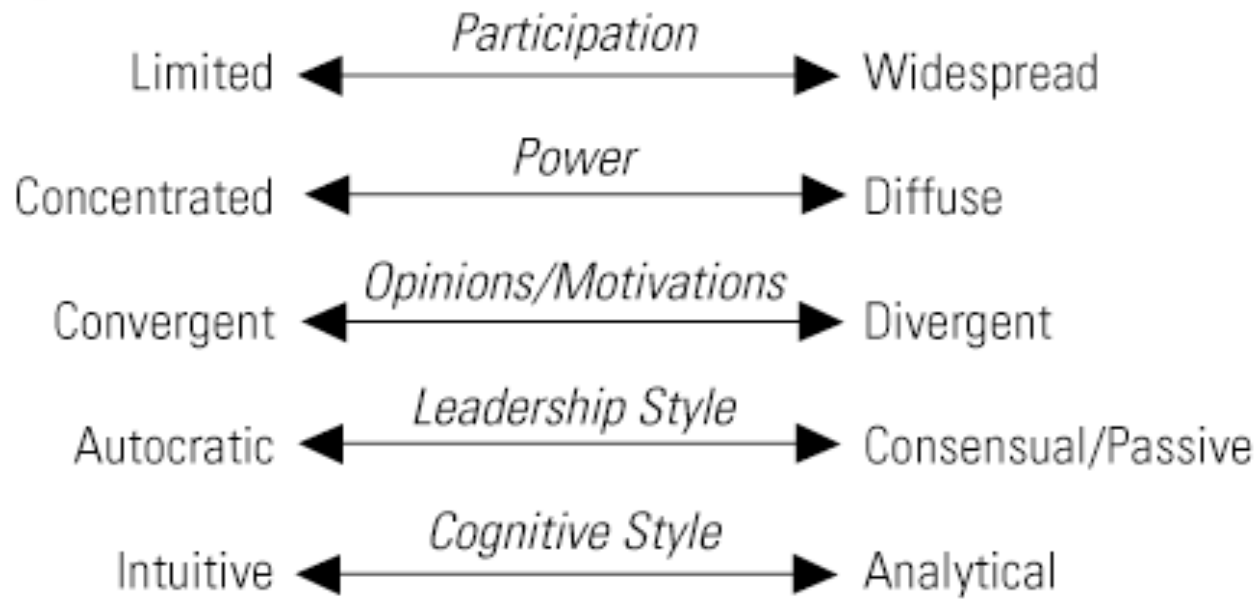 Participation
Limited Widespread
Power
Concentrated Diffuse
Opinions/Motivations
Convergent Divergent
Leadership Style
Autocratic Consensual/Passive
Cognitive Style
Intuitive Analytical